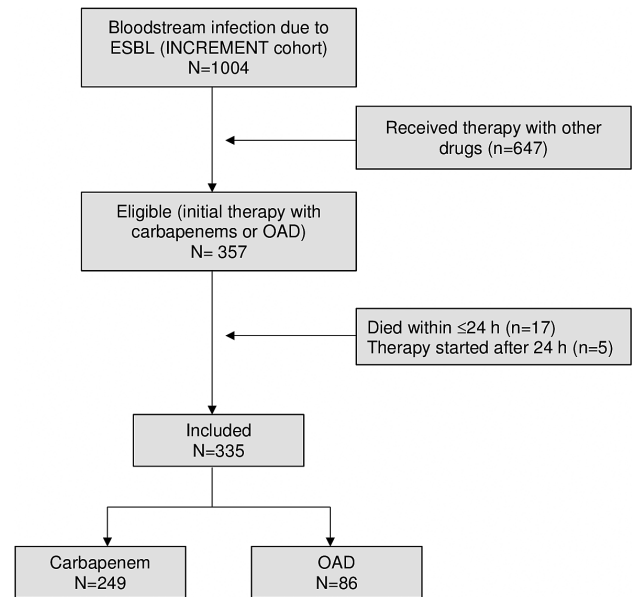 Bloodstream infection due to
ESBL (INCREMENT cohort)
N=1004
Received therapy with other
drugs (n=647)
Eligible (initial therapy with
carbapenems or OAD)
N= 357
Died within ≤24 h (n=17)
Therapy started after 24 h (n=5)
Included
N=335
Carbapenem
N=249
OAD
N=86